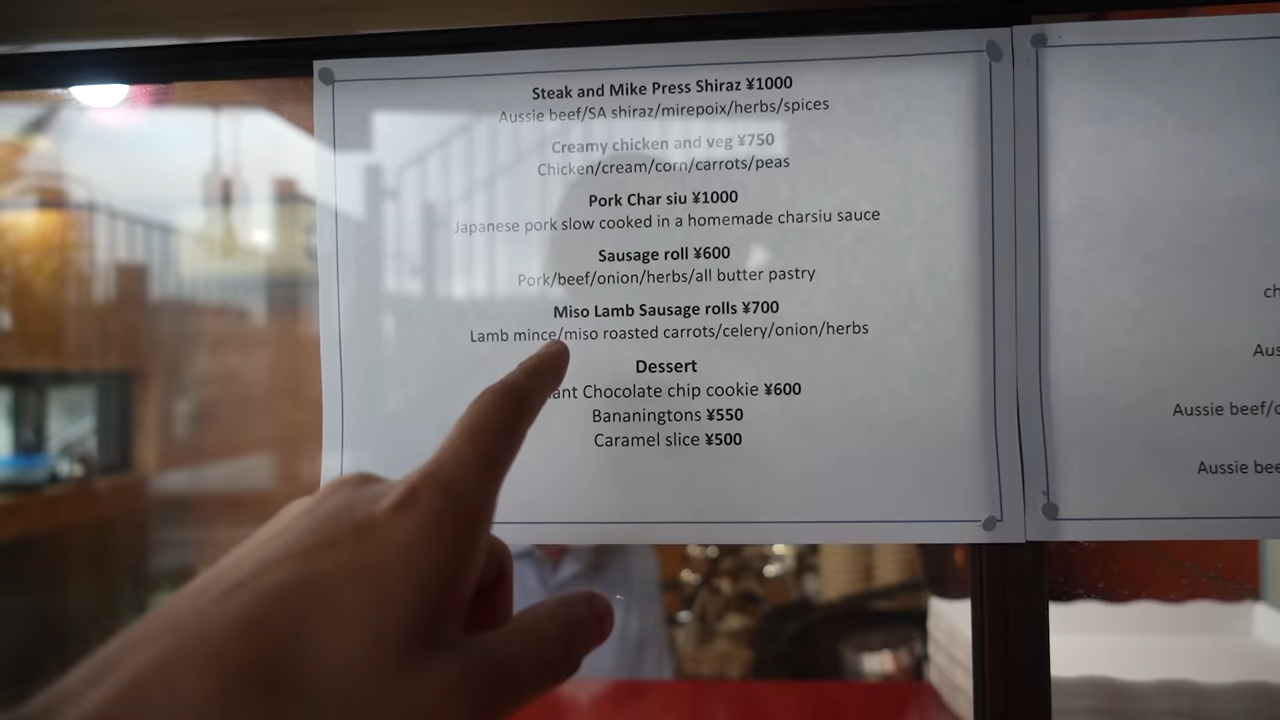 Steak and Mike Press Shiraz ¥1000
Aussie beef/SA shiraz/mirepoix/herbs/spices
Creamy chicken and veg ¥750
Chicken/cream/corn/carrots/peas
Pork Char siu ¥1000
Japanese pork slow cooked in a homemade charsiu sauce
Sausage roll ¥600
Pork/beef/onion/herbs/all butter pastry
Miso Lamb Sausage rolls ¥700
Lamb mince/miso roasted carrots/celery/onion/herbs
Dessert
Chocolate chip cookie ¥600
Bananingtons ¥550
Caramel slice ¥500
Aussie beef/
Aussie